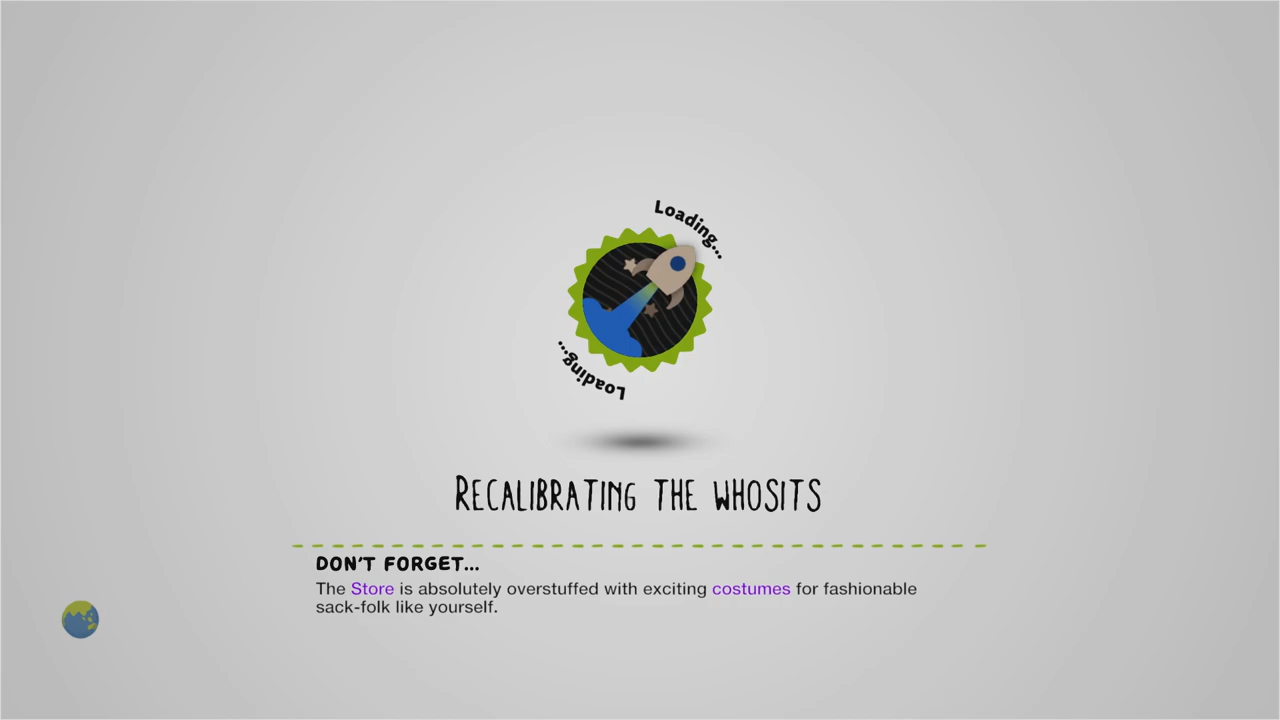 Loading...
Loading...
RECALIBRATING THE WHOSITS
DON'T FORGET...
The Store is absolutely overstuffed with exciting costumes for fashionable
sack-folk like yourself.